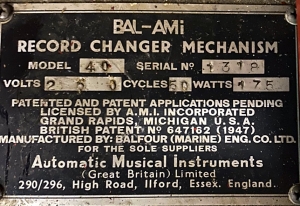 BAL-AMi
RECORD CHANGER MECHANISM
MODEL 40 SERIAL Nº 1318
VOLTS 200 CYCLES 50 WATTS 175
PATENTED AND PATENT APPLICATIONS PENDING
LICENSED BY A.M.I. INCORPORATED
GRAND RAPIDS, MICHIGAN U.S.A.
BRITISH PATENT Nº 647162 (1947)
MANUFACTURED BY: BALFOUR (MARINE) ENG. CO. LTD.
FOR THE SOLE SUPPLIERS
Automatic Musical Instruments
(Great Britain) Limited
290/296, High Road, Ilford, Essex. England.